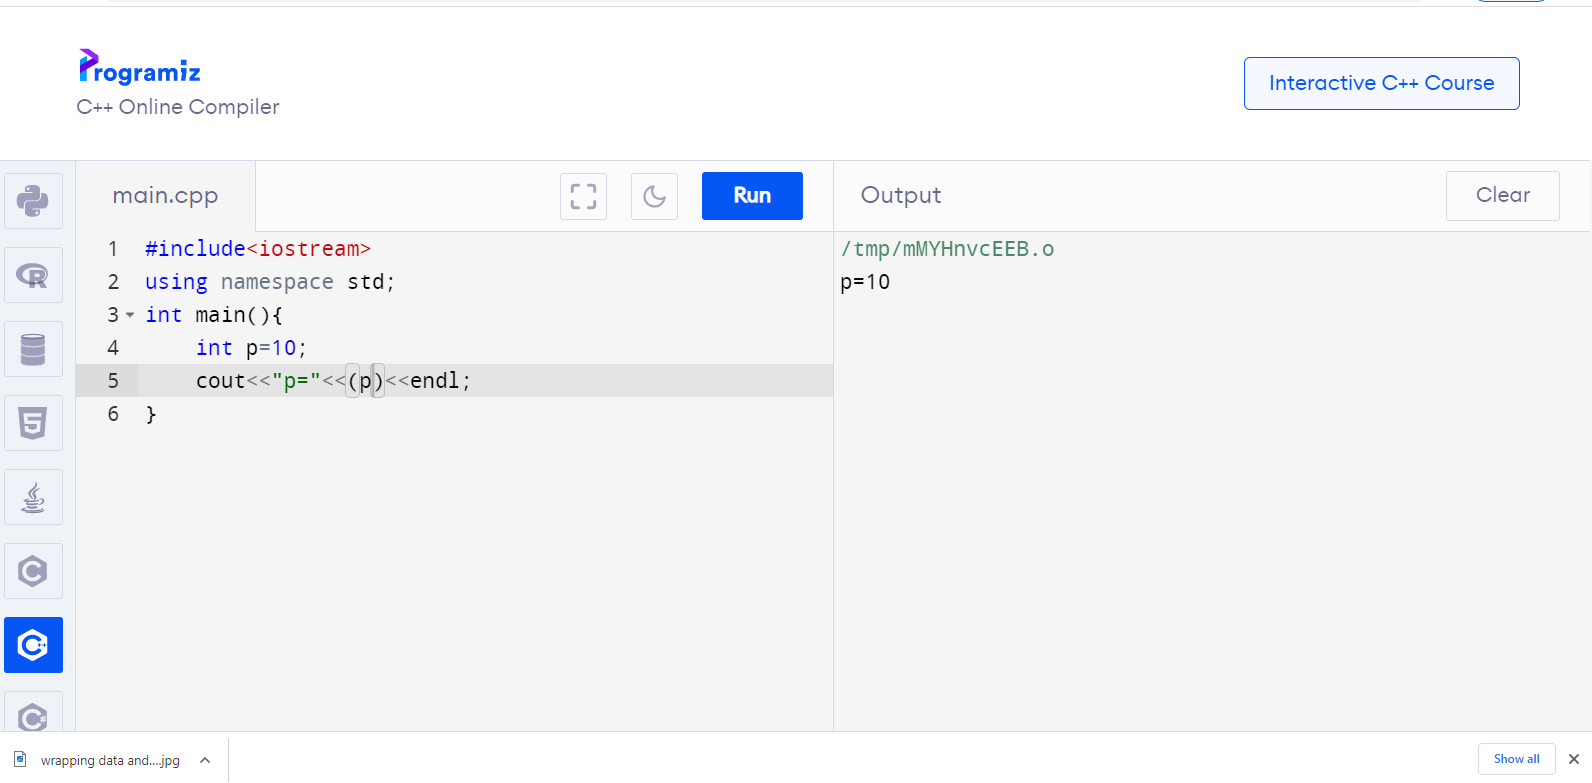 Programiz
C++ Online Compiler
Interactive C++ Course
main.cpp
Run
Output
Clear
1 #include<iostream>
2 using namespace std;
3 int main(){
4     int p=10;
5     cout<<"p="<<(p)<<endl;
6 }
/tmp/mMYHnvcEEB.o
p=10
R
5
C
C++
C#
wrapping data and....jpg
Show all